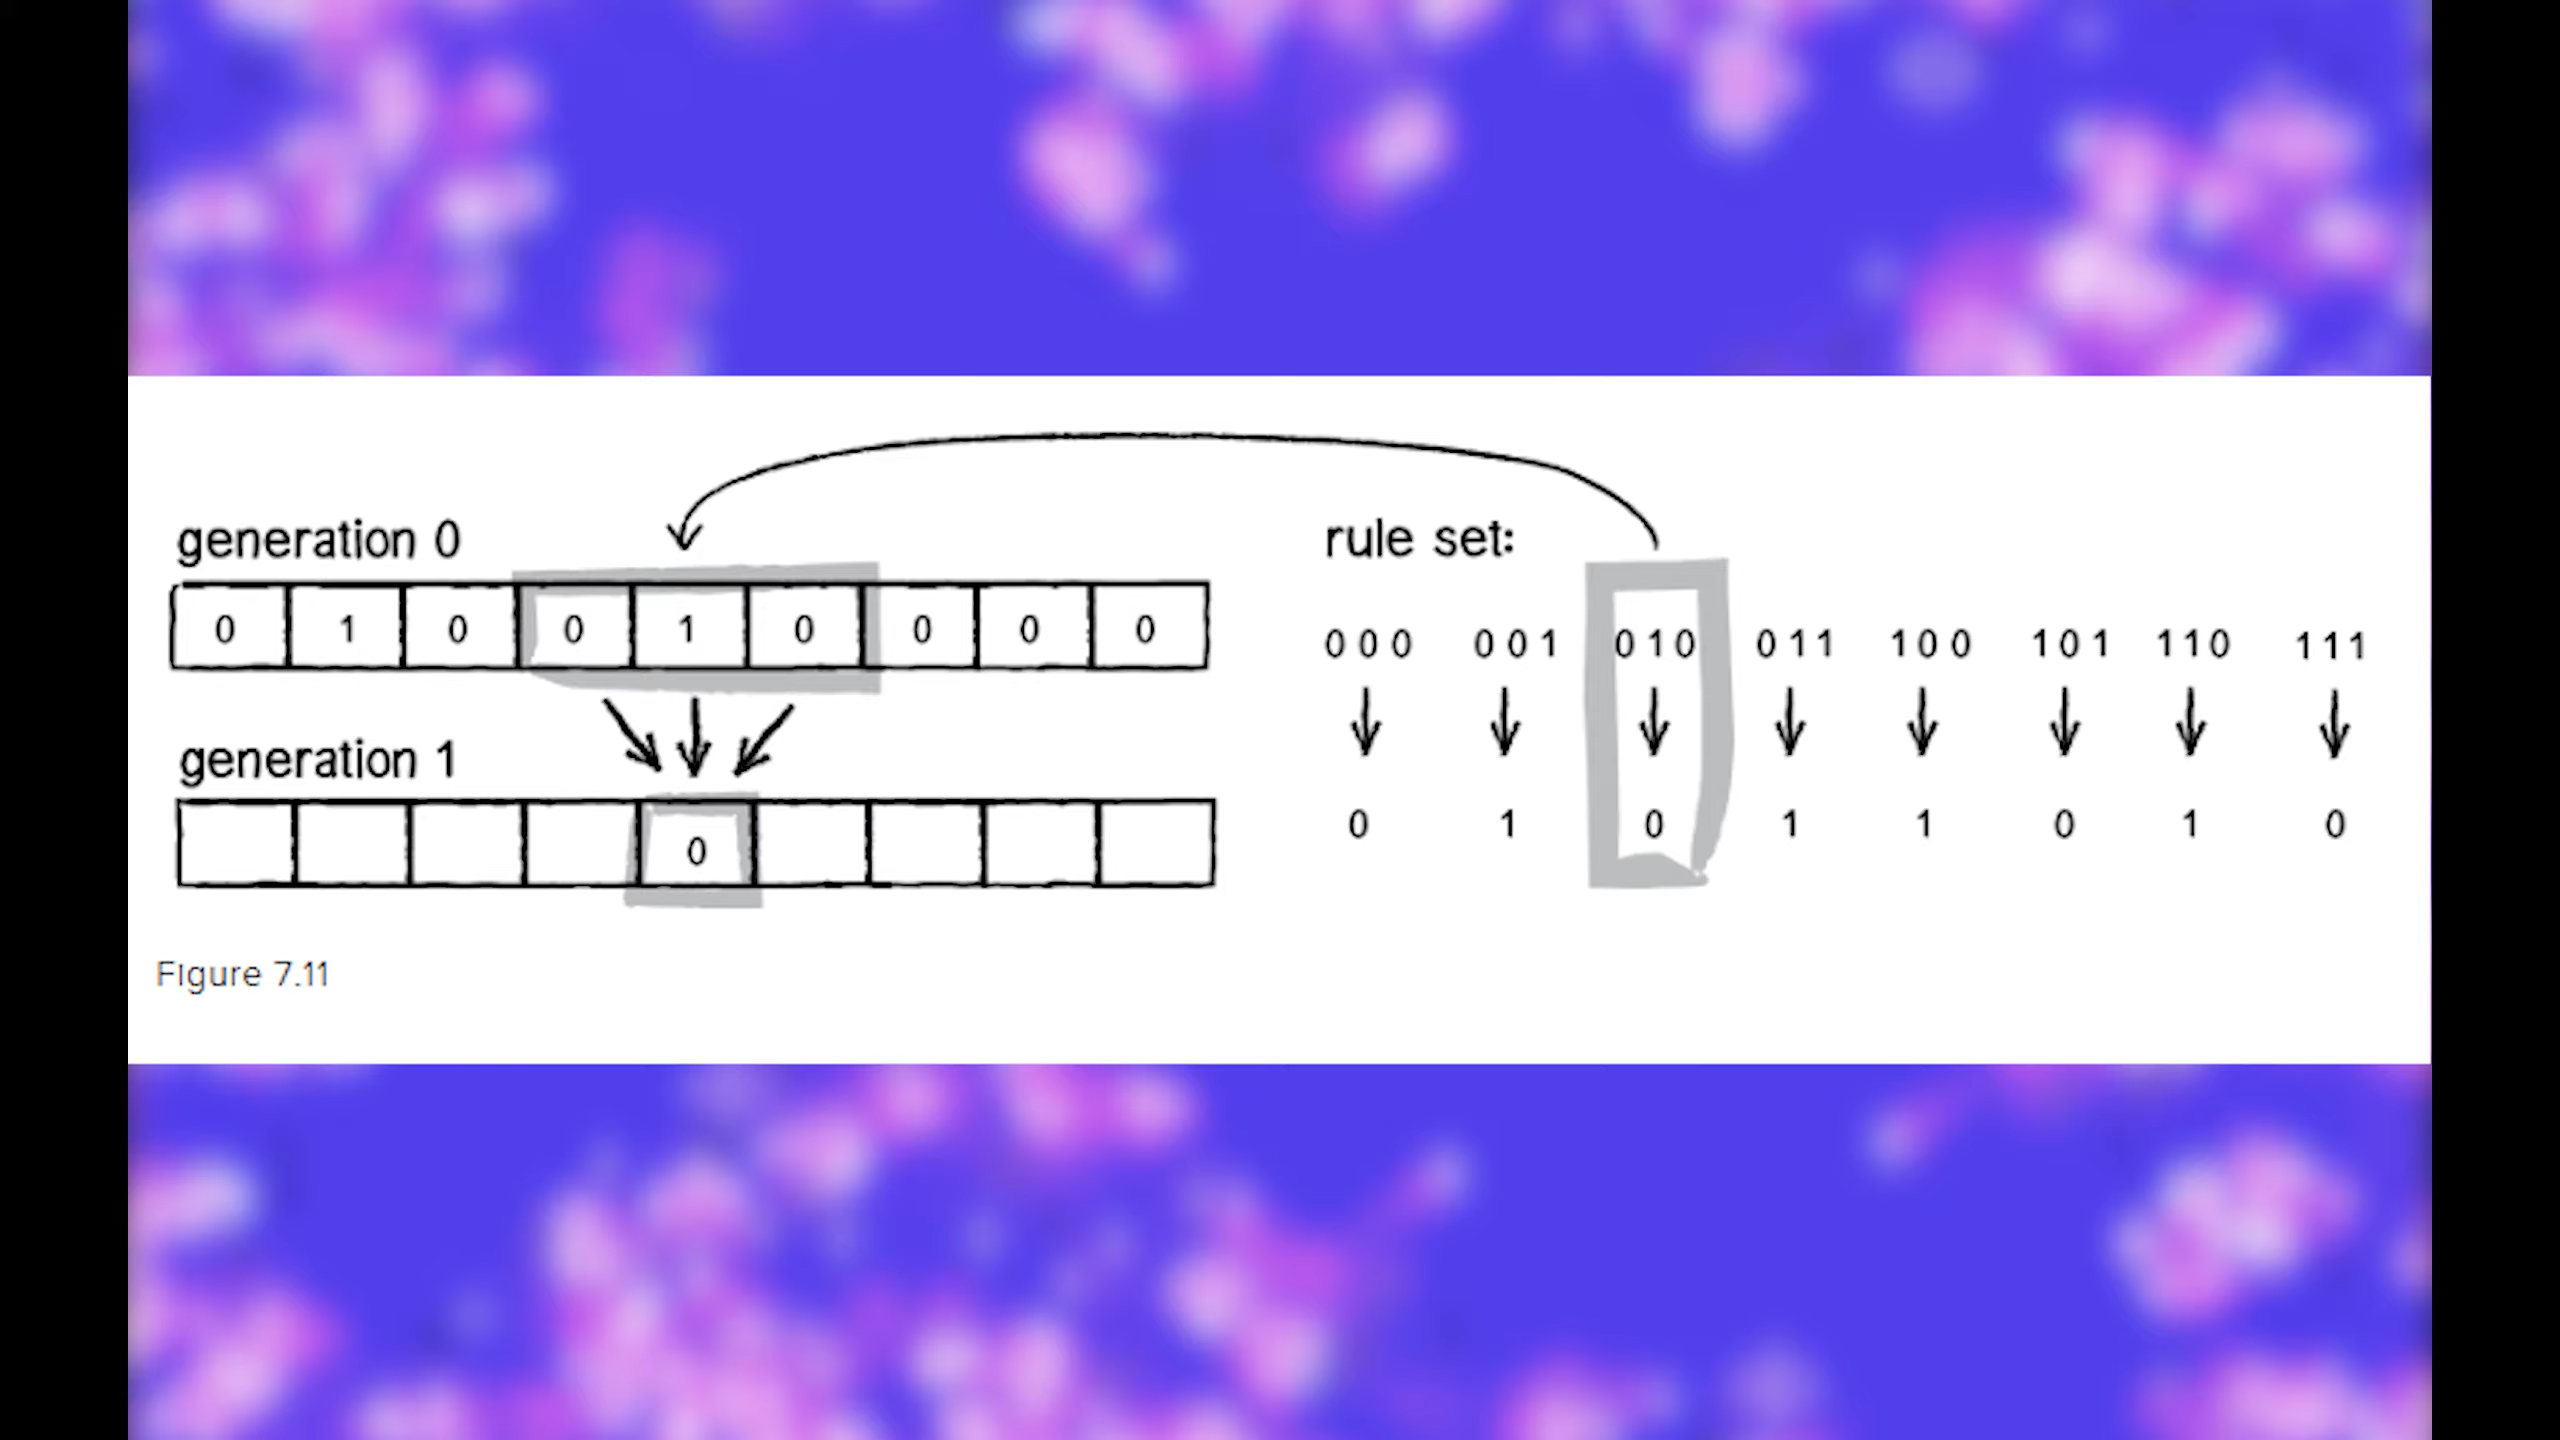 generation 0
0 1 0 0 1 0 0 0 0
generation 1
0
rule set:
000 001 010 011 100 101 110 111
0 1 0 1 1 0 1 0
Figure 7.11